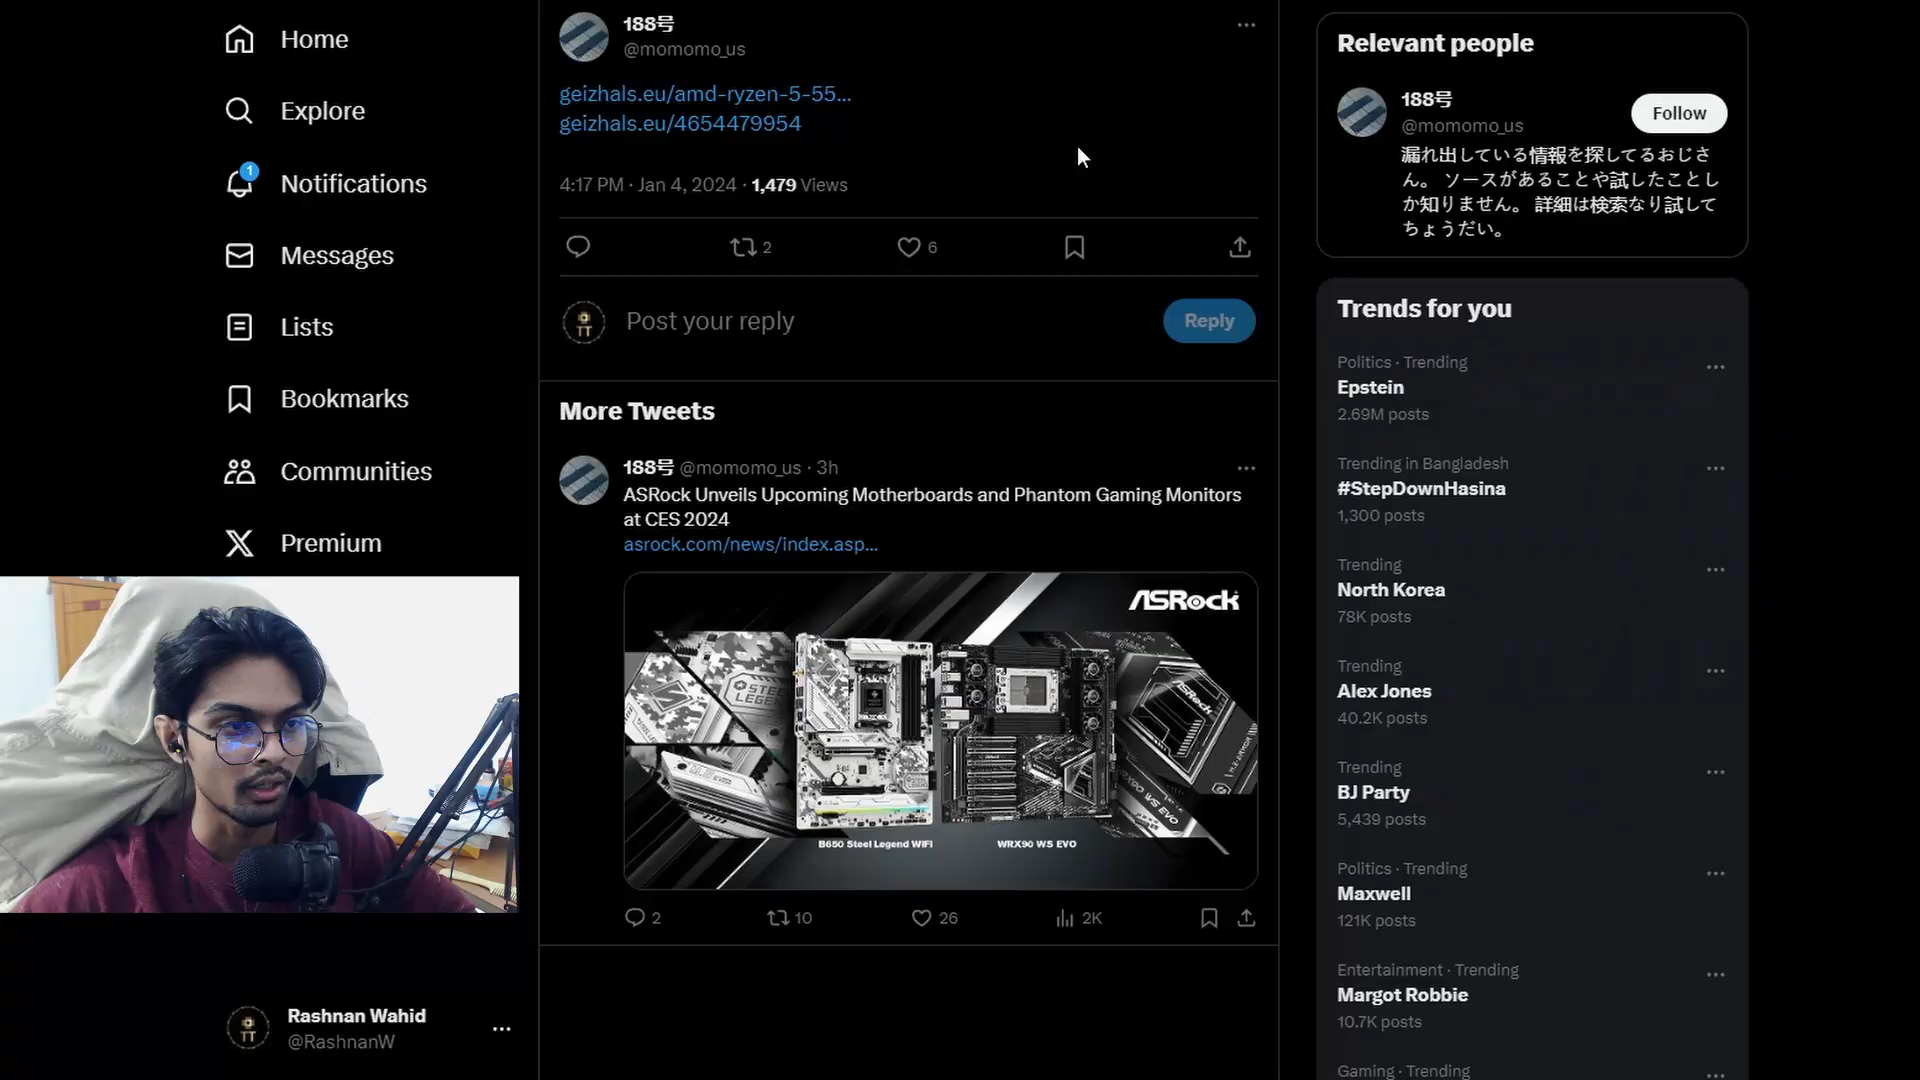 Home
Explore
1
Notifications
Messages
Lists
Bookmarks
Communities
Premium
Rashnan Wahid
@RashnanW
188号
@momomo_us
geizhals.eu/amd-ryzen-5-55...
geizhals.eu/4654479954
4:17 PM · Jan 4, 2024 · 1,479 Views
2
6
Post your reply
Reply
More Tweets
188号 @momomo_us · 3h
ASRock Unveils Upcoming Motherboards and Phantom Gaming Monitors
at CES 2024
asrock.com/news/index.asp...
ASRock
B650 Steel Legend WiFi
WRX90 WS EVO
2
10
26
2K
Relevant people
188号
@momomo_us
Follow
漏れ出している情報を探してるおじさ
ん。 ソースがあることや試したことし
か知りません。 詳細は検索なり試して
ちょうだい。
Trends for you
Politics · Trending
Epstein
2.69M posts
Trending in Bangladesh
#StepDownHasina
1,300 posts
Trending
North Korea
78K posts
Trending
Alex Jones
40.2K posts
Trending
BJ Party
5,439 posts
Politics · Trending
Maxwell
121K posts
Entertainment · Trending
Margot Robbie
10.7K posts
Gaming · Trending